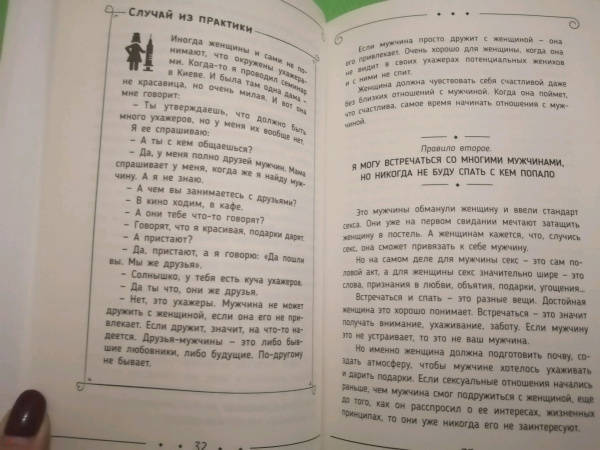 Случай из практики
Иногда женщины и сами не по-
нимают, что окружены ухажера-
ми. Когда-то я проводил семинар
в Киеве. И была там одна дама –
не красавица, но очень милая. И вот она
мне говорит:
– Ты утверждаешь, что должно быть
много ухажеров, но у меня их вообще нет.
Я ее спрашиваю:
– А ты с кем общаешься?
– Да, у меня полно друзей мужчин. Мама
спрашивает у меня, когда же я найду муж-
чину. А я не знаю.
– А чем вы занимаетесь с друзьями?
– В кино ходим, в кафе.
– А они тебе что-то говорят?
– Говорят, что я красивая, подарки дарят.
– А пристают?
– Да, пристают, а я говорю: «Да пошли
вы. Мы же друзья».
– Солнышко, у тебя есть куча ухажеров.
– Да ты что, они же друзья.
– Нет, это ухажеры. Мужчина не может
дружить с женщиной, если она его не при-
влекает. Если дружит, значит, на что-то на-
деется. Друзья-мужчины – это либо быв-
шие любовники, либо будущие. По-другому
не бывает.
32
Если мужчина просто дружит с женщиной – она
его привлекает. Очень хорошо для женщины, когда она
не видит в своих ухажерах потенциальных женихов
и с ними не спит.
Женщина должна чувствовать себя счастливой даже
без близких отношений с мужчиной. Когда она поймет,
что счастлива, самое время начинать отношения с муж-
чиной.
Правило второе.
Я МОГУ ВСТРЕЧАТЬСЯ СО МНОГИМИ МУЖЧИНАМИ,
НО НИКОГДА НЕ БУДУ СПАТЬ С КЕМ ПОПАЛО
Это мужчины обманули женщину и ввели стандарт
секса. Они уже на первом свидании мечтают затащить
женщину в постель. А женщинам кажется, что, случись
секс, она сможет привязать к себе мужчину.
Но на самом деле для мужчины секс – это сам по-
ловой акт, а для женщины секс значительно шире – это
слова, признания в любви, объятия, подарки, угощения...
Встречаться и спать – это разные вещи. Достойная
женщина это хорошо понимает. Встречаться – это значит
получать внимание, ухаживание, заботу. Если мужчину
это не устраивает, то это не ваш мужчина.
Но именно женщина должна подготовить почву, со-
здать атмосферу, чтобы мужчине хотелось ухаживать
и дарить подарки. Если сексуальные отношения начались
раньше, чем мужчина смог подружиться с женщиной, еще
до того, как он расспросил о ее интересах, жизненных
принципах, то они уже никогда его не заинтересуют.